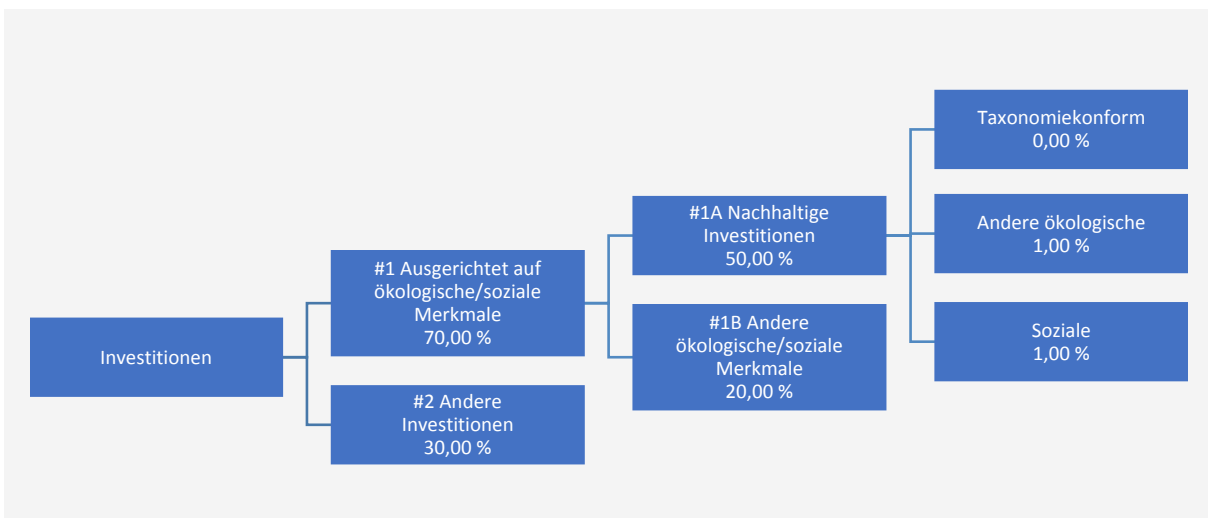 Investitionen
#1 Ausgerichtet auf
ökologische/soziale
Merkmale
70,00 %
#2 Andere
Investitionen
30,00 %
#1A Nachhaltige
Investitionen
50,00 %
#1B Andere
ökologische/soziale
Merkmale
20,00 %
Taxonomiekonform
0,00 %
Andere ökologische
1,00 %
Soziale
1,00 %